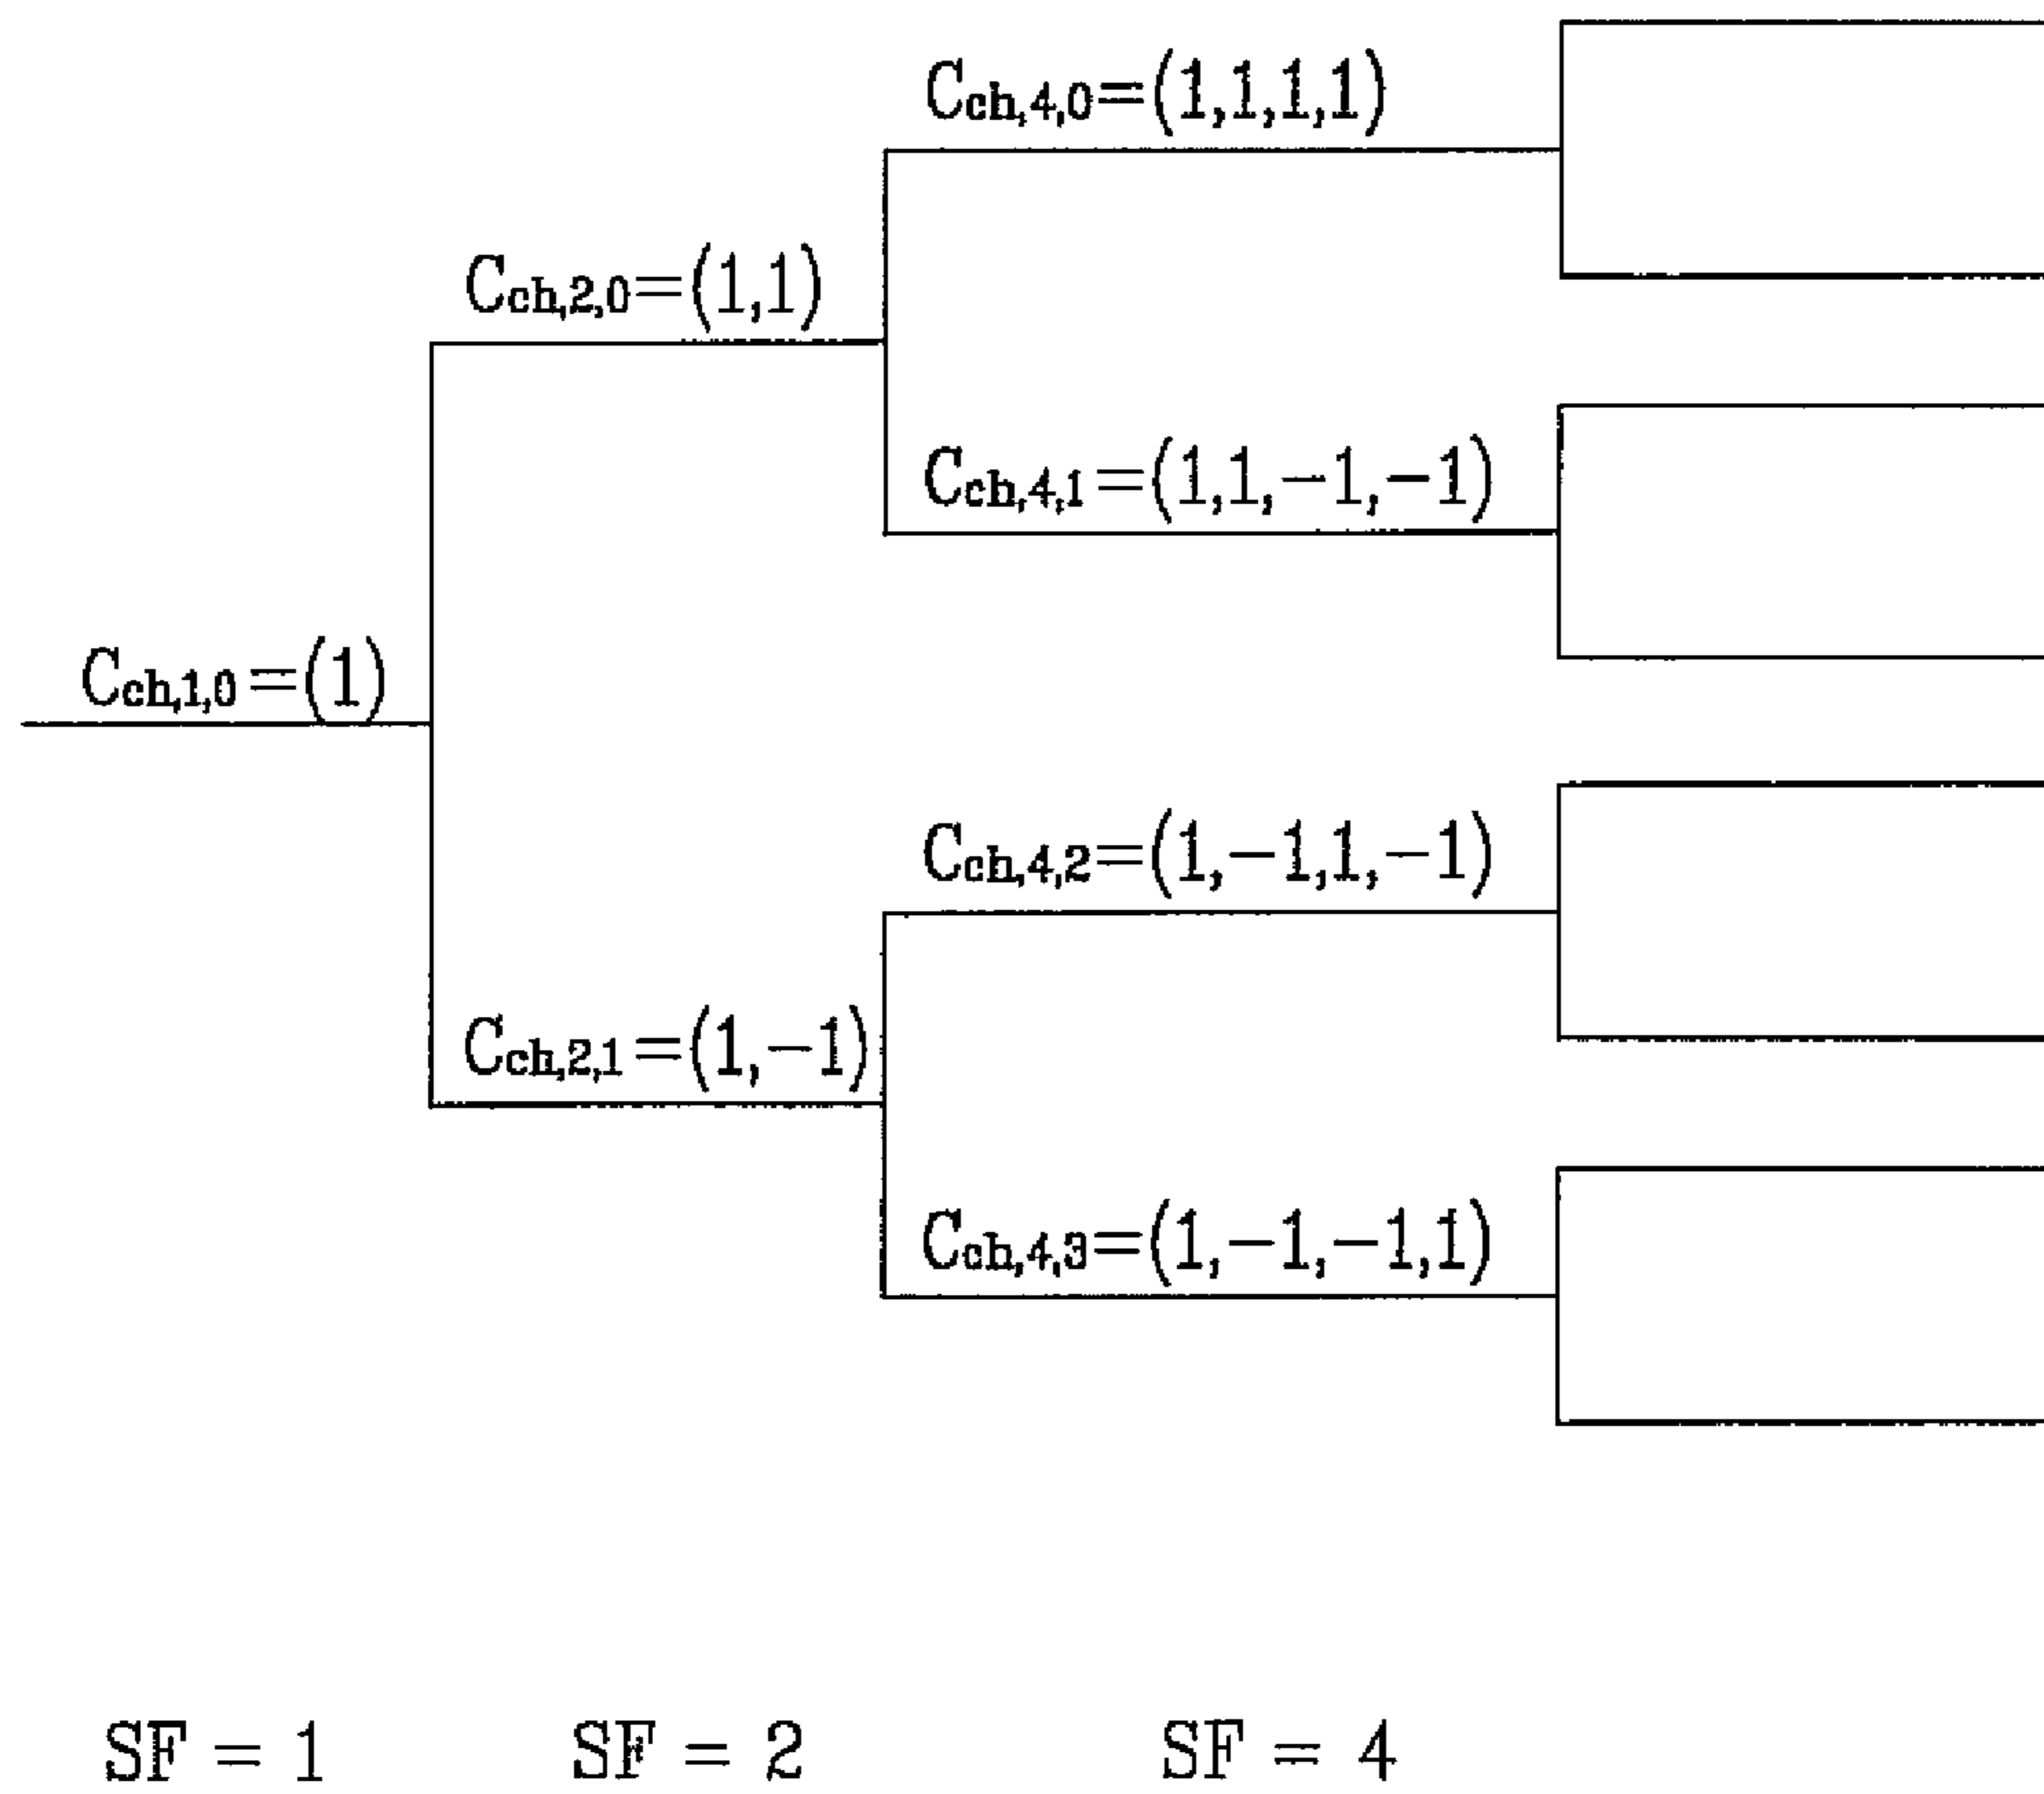 Cch,4,0=(1,1,1,1)
Cch,2,0=(1,1)
Cch,4,1=(1,1,-1,-1)
Cch,1,0=(1)
Cch,4,2=(1,-1,1,-1)
Cch,2,1=(1,-1)
Cch,4,3=(1,-1,-1,1)
SF = 1 SF = 2 SF = 4